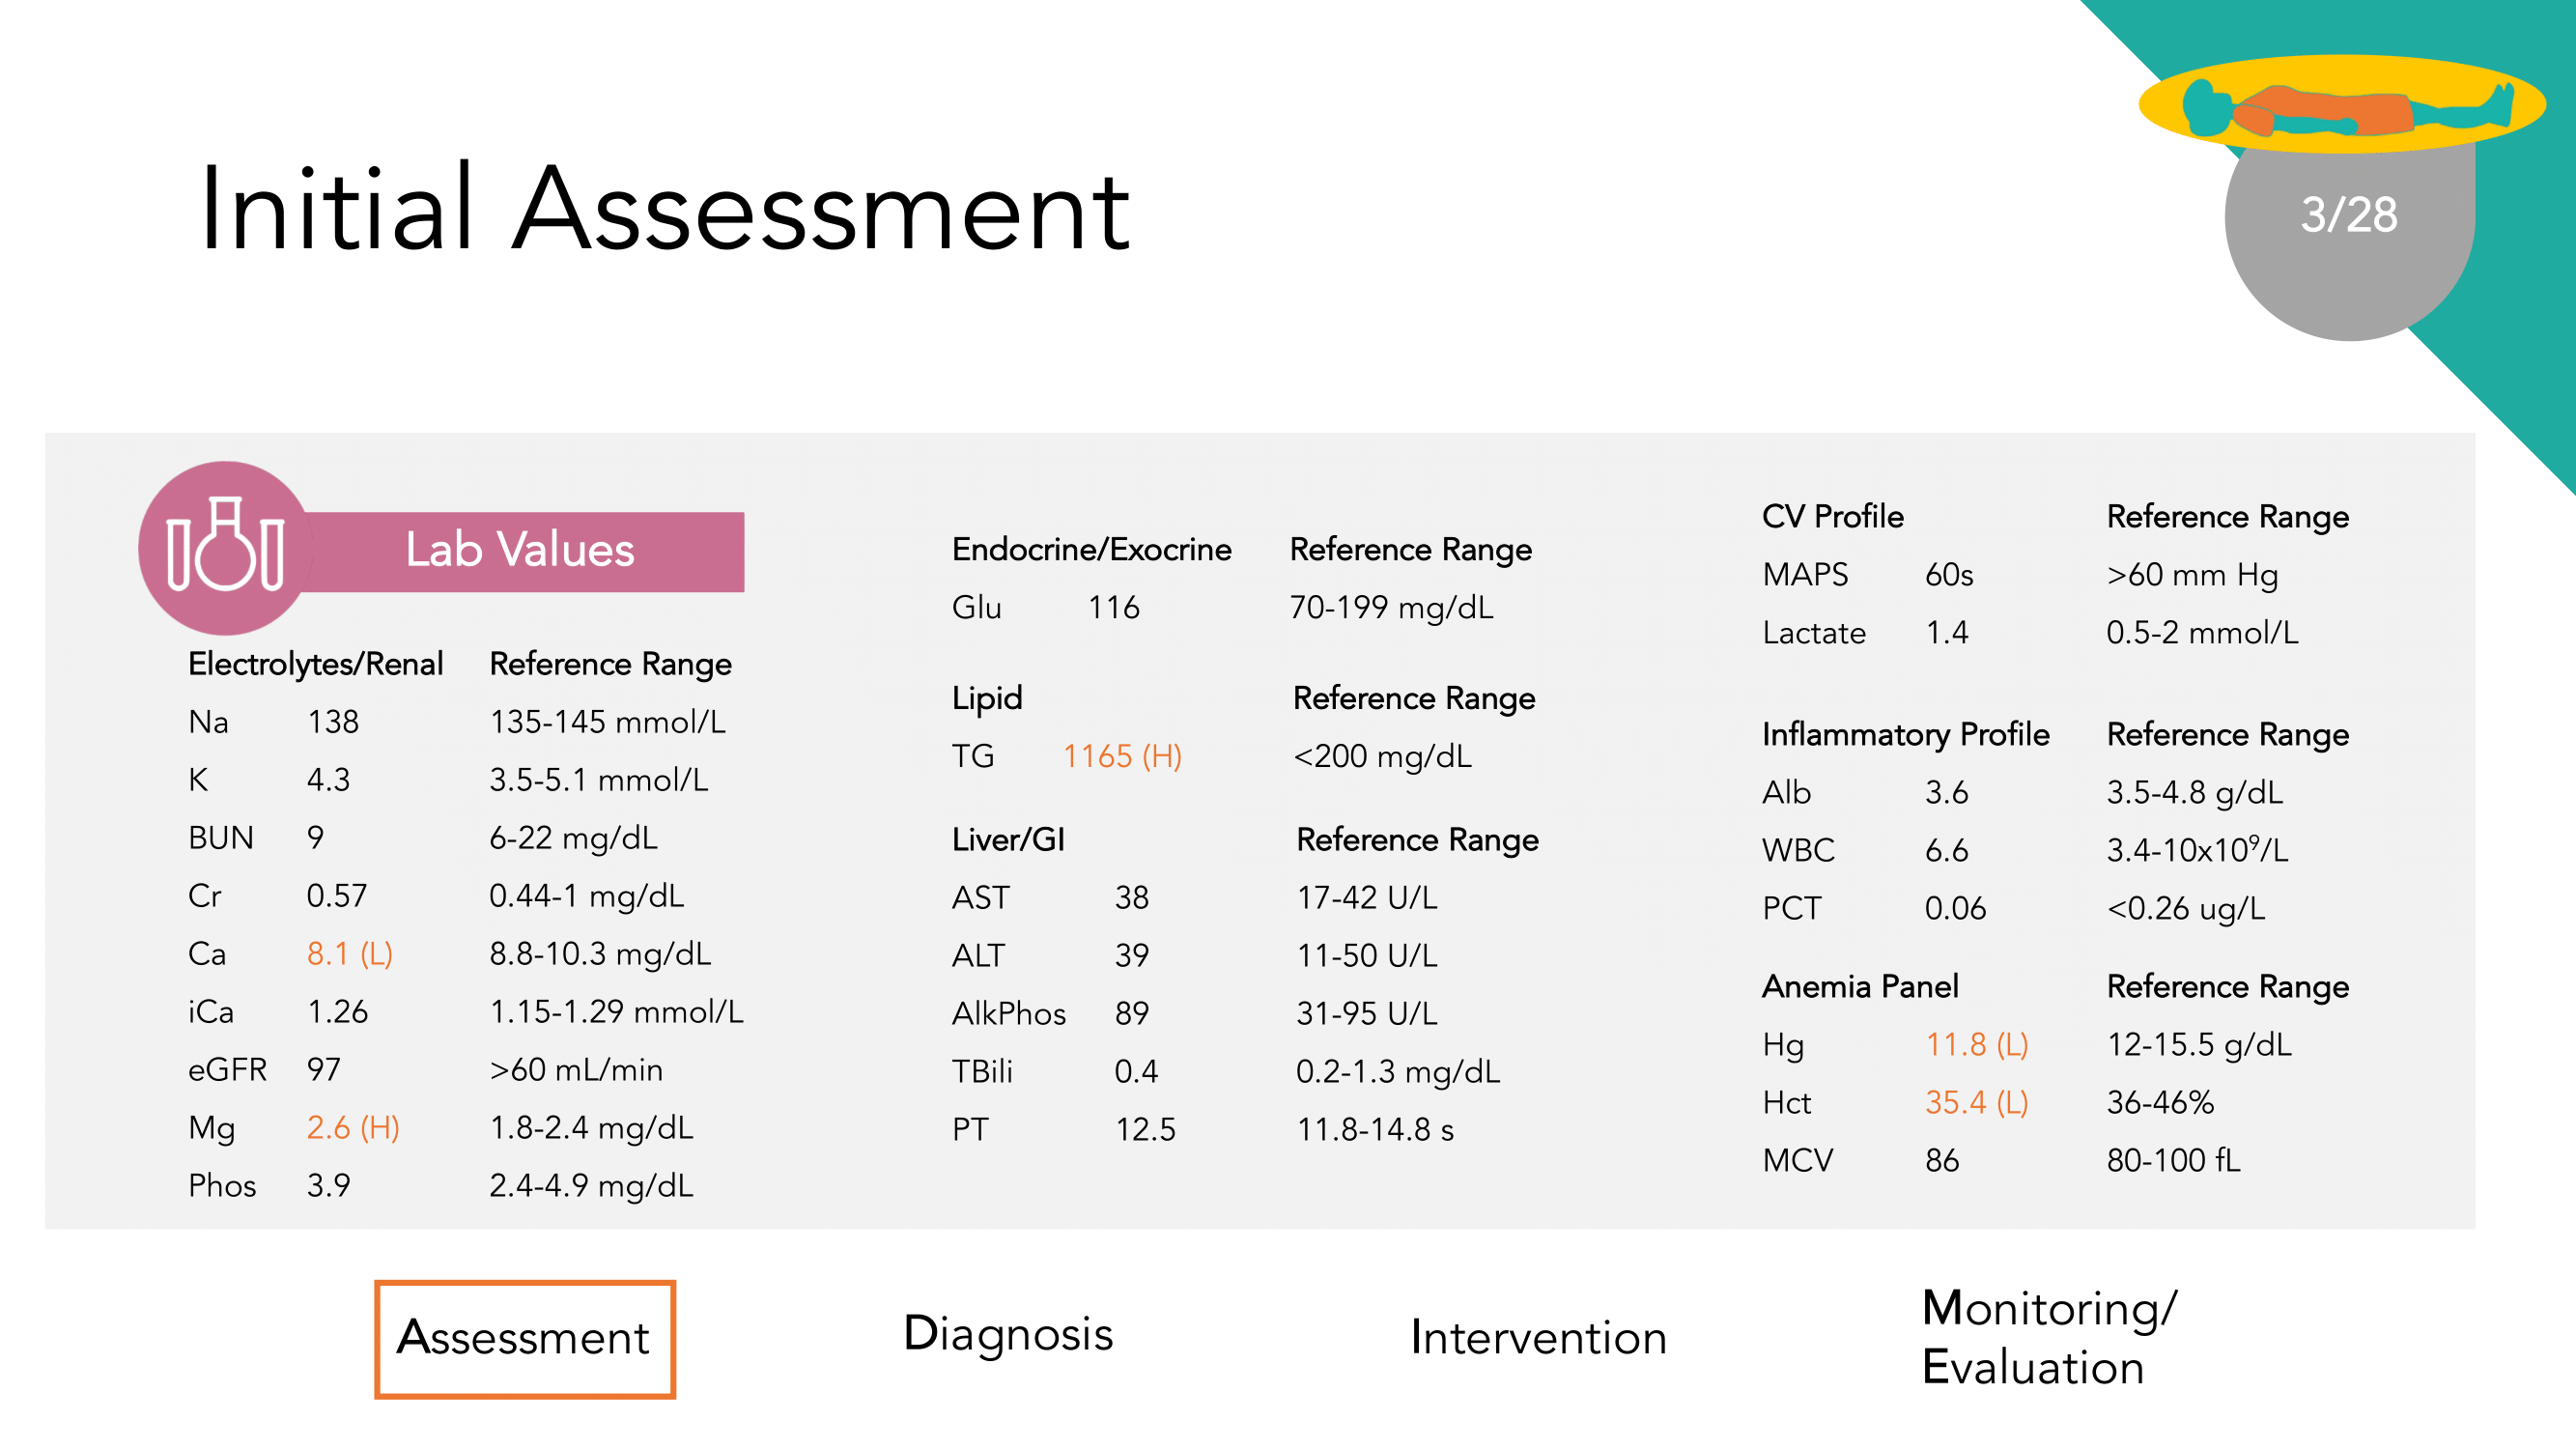 Initial Assessment
3/28
Lab Values
Electrolytes/Renal Reference Range
Na 138 135-145 mmol/L
K 4.3 3.5-5.1 mmol/L
BUN 9 6-22 mg/dL
Cr 0.57 0.44-1 mg/dL
Ca 8.1 (L) 8.8-10.3 mg/dL
iCa 1.26 1.15-1.29 mmol/L
eGFR 97 >60 mL/min
Mg 2.6 (H) 1.8-2.4 mg/dL
Phos 3.9 2.4-4.9 mg/dL
Endocrine/Exocrine Reference Range
Glu 116 70-199 mg/dL
Lipid Reference Range
TG 1165 (H) <200 mg/dL
Liver/GI Reference Range
AST 38 17-42 U/L
ALT 39 11-50 U/L
AlkPhos 89 31-95 U/L
TBili 0.4 0.2-1.3 mg/dL
PT 12.5 11.8-14.8 s
CV Profile Reference Range
MAPS 60s >60 mm Hg
Lactate 1.4 0.5-2 mmol/L
Inflammatory Profile Reference Range
Alb 3.6 3.5-4.8 g/dL
WBC 6.6 3.4-10x10⁹/L
PCT 0.06 <0.26 ug/L
Anemia Panel Reference Range
Hg 11.8 (L) 12-15.5 g/dL
Hct 35.4 (L) 36-46%
MCV 86 80-100 fL
Assessment
Diagnosis
Intervention
Monitoring/
Evaluation